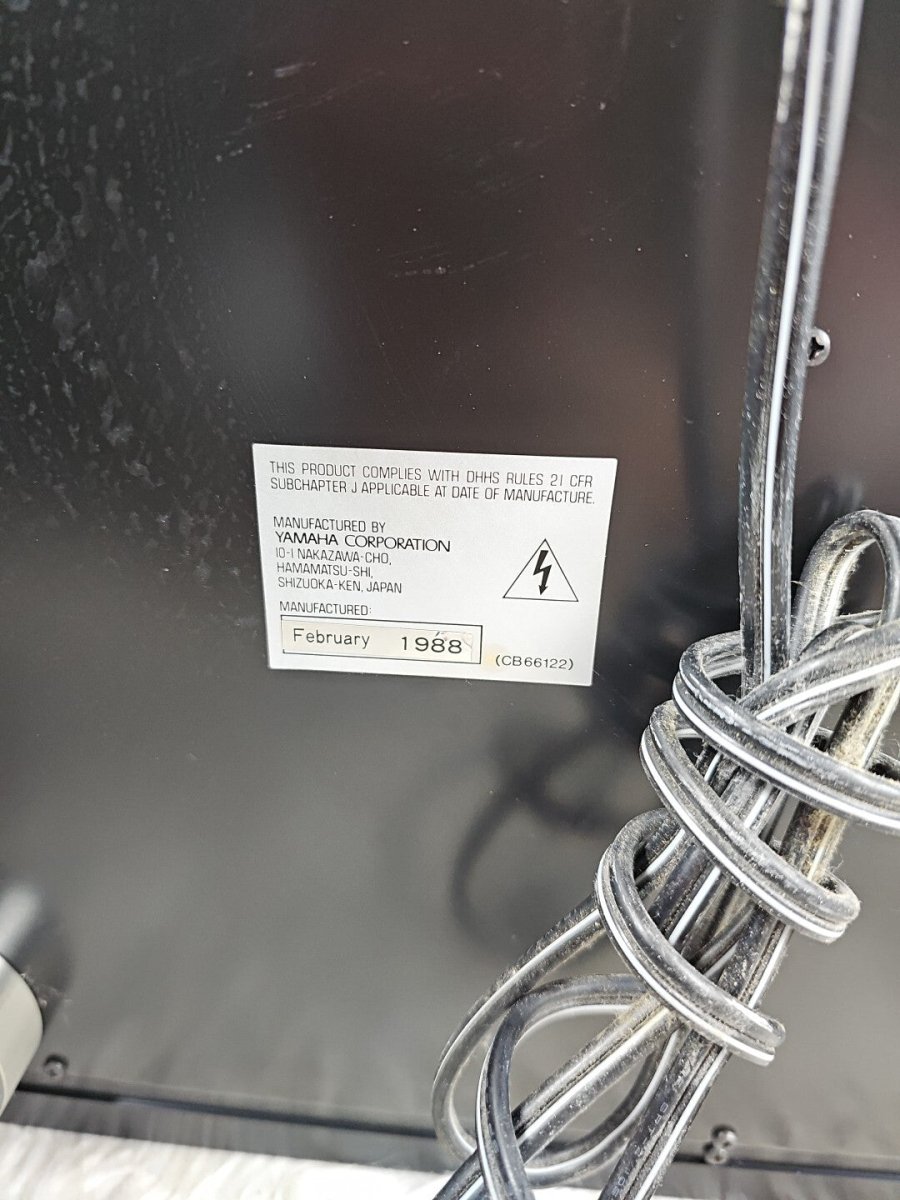 THIS PRODUCT COMPLIES WITH DHHS RULES 21 CFR
SUBCHAPTER J APPLICABLE AT DATE OF MANUFACTURE.
MANUFACTURED BY
YAMAHA CORPORATION
10-1 NAKAZAWA-CHO,
HAMAMATSU-SHI,
SHIZUOKA-KEN, JAPAN
MANUFACTURED:
February 1988
(CB66122)